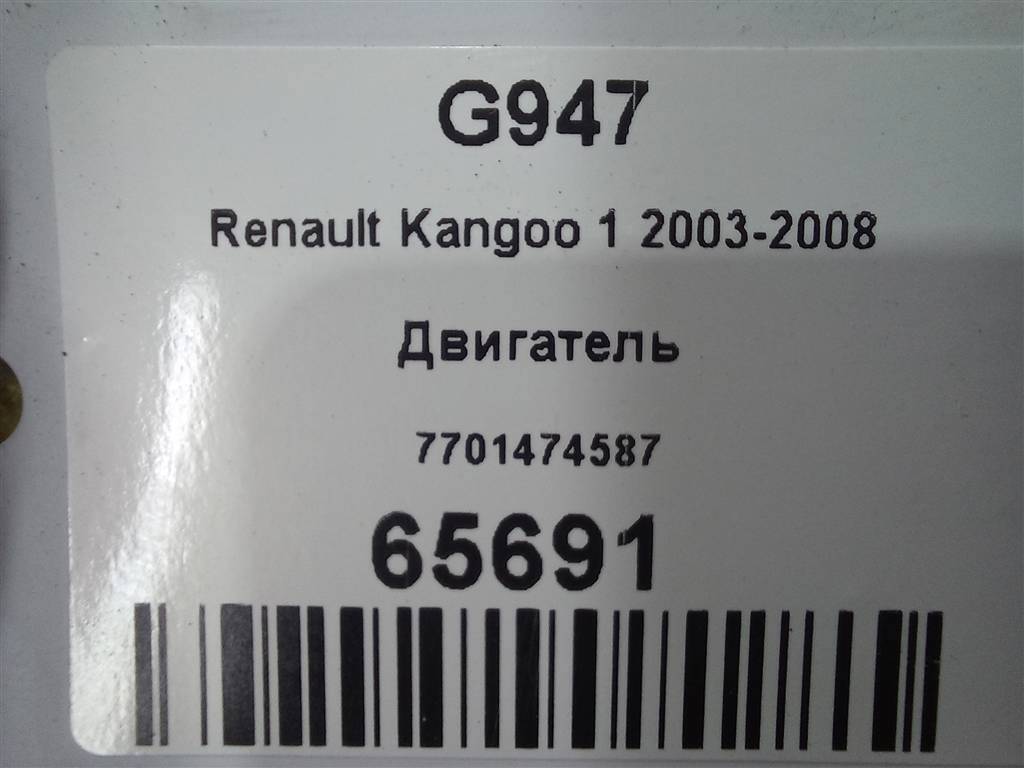 G947
Renault Kangoo 1 2003-2008
Двигатель
7701474587
65691